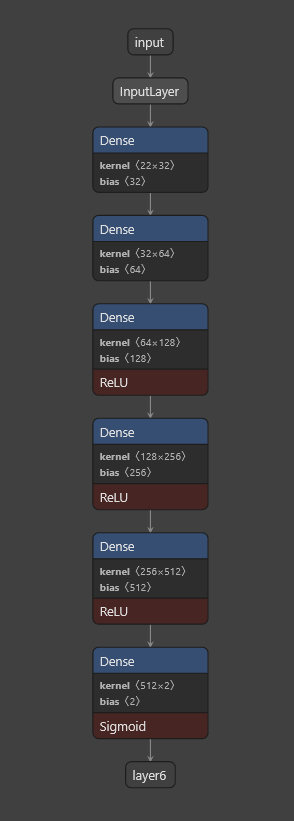 input
InputLayer
Dense
kernel 〈22×32〉
bias 〈32〉
Dense
kernel 〈32×64〉
bias 〈64〉
Dense
kernel 〈64×128〉
bias 〈128〉
ReLU
Dense
kernel 〈128×256〉
bias 〈256〉
ReLU
Dense
kernel 〈256×512〉
bias 〈512〉
ReLU
Dense
kernel 〈512×2〉
bias 〈2〉
Sigmoid
layer6